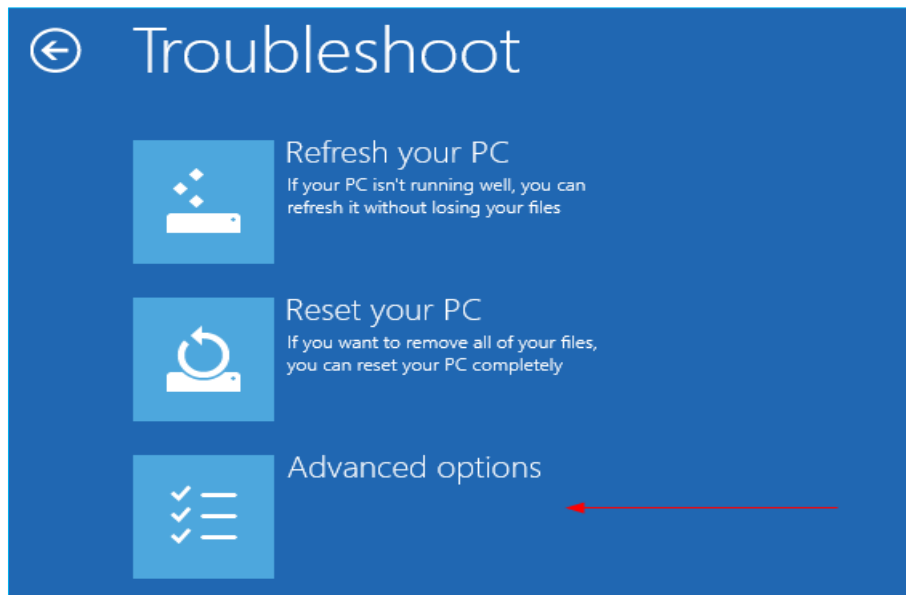 Troubleshoot
Refresh your PC
If your PC isn't running well, you can
refresh it without losing your files
Reset your PC
If you want to remove all of your files,
you can reset your PC completely
Advanced options